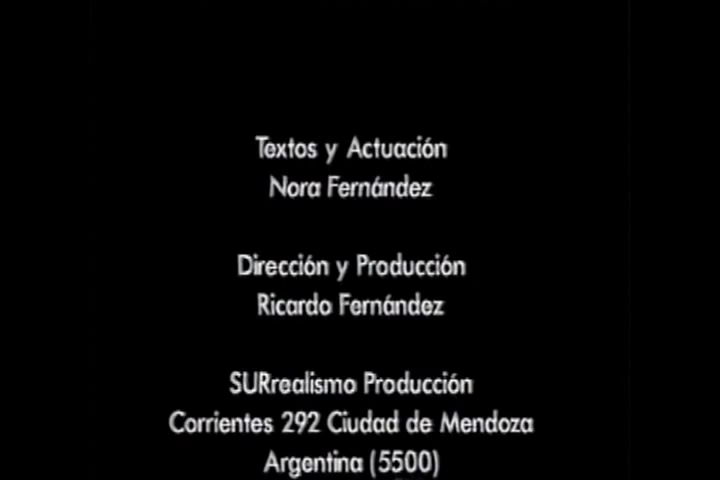 Textos y Actuación
Nora Fernández
Dirección y Producción
Ricardo Fernández
SURrealismo Producción
Corrientes 292 Ciudad de Mendoza
Argentina (5500)